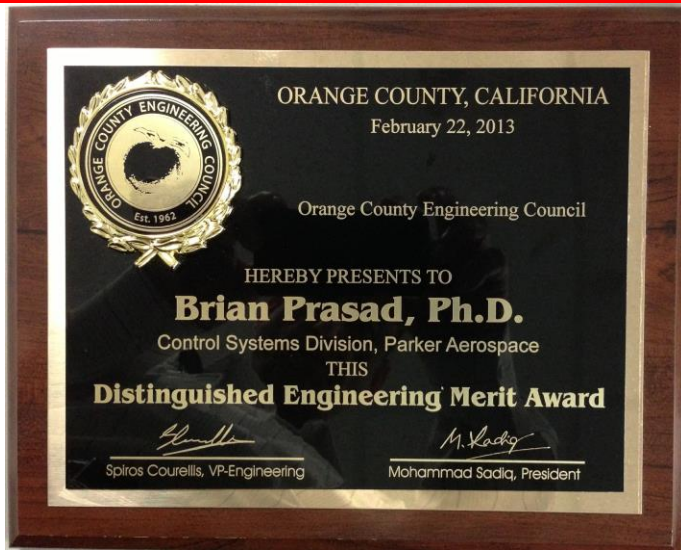 ORANGE COUNTY ENGINEERING COUNCIL
Est. 1962
ORANGE COUNTY, CALIFORNIA
February 22, 2013
Orange County Engineering Council
HEREBY PRESENTS TO
Brian Prasad, Ph.D.
Control Systems Division, Parker Aerospace
THIS
Distinguished Engineering Merit Award
Spiros Courellis, VP-Engineering
Mohammad Sadiq, President